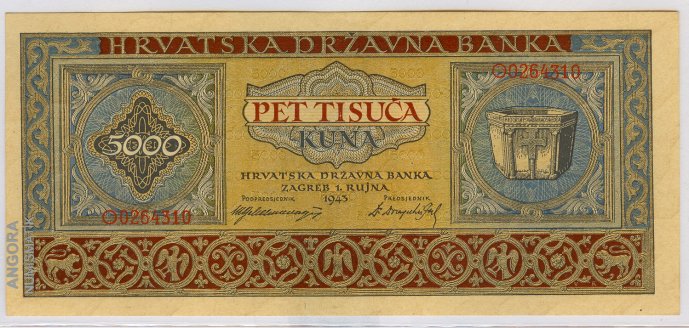 HRVATSKA DRŽAVNA BANKA
O0264310
PET TISUĆA
5000
KUNA
HRVATSKA DRŽAVNA BANKA
ZAGREB 1. RUJNA
PODPREDSJEDNIK 1943 PREDSJEDNIK
O0264310
ANGORA